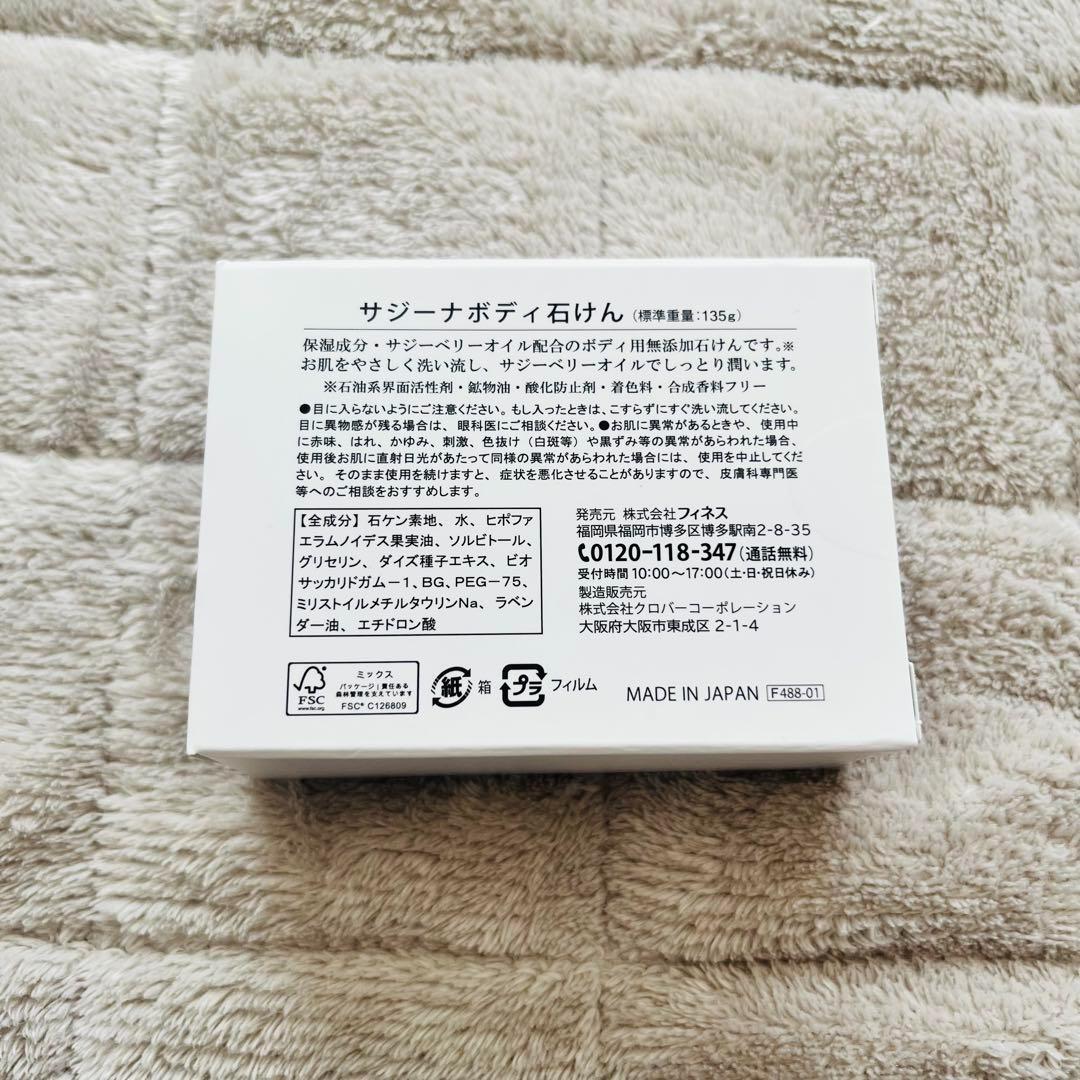 サジーナボディ石けん（標準重量：135g）
保湿成分・サジーベリーオイル配合のボディ用無添加石けんです。※
お肌をやさしく洗い流し、サジーベリーオイルでしっとり潤います。
※石油系界面活性剤・鉱物油・酸化防止剤・着色料・合成香料フリー
●目に入らないようにご注意ください。もし入ったときは、こすらずにすぐ洗い流してください。
目に異物感が残る場合は、眼科医にご相談ください。●お肌に異常があるときや、使用中
に赤味、はれ、かゆみ、刺激、色抜け（白斑等）や黒ずみ等の異常があらわれた場合、
使用後お肌に直射日光があたって同様の異常があらわれた場合には、使用を中止してくだ
さい。そのまま使用を続けますと、症状を悪化させることがありますので、皮膚科専門医
等へのご相談をおすすめします。
【全成分】石ケン素地、水、ヒポファ
エラムノイデス果実油、ソルビトール、
グリセリン、ダイズ種子エキス、ビオ
サッカリドガムー1、BG、PEG－75、
ミリストイルメチルタウリンNa、ラベン
ダー油、エチドロン酸
発売元 株式会社フィネス
福岡県福岡市博多区博多駅南2-8-35
0120-118-347（通話無料）
受付時間 10:00〜17:00（土・日・祝日休み）
製造販売元
株式会社クロバーコーポレーション
大阪府大阪市東成区 2-1-4
FSC
www.fsc.org
ミックス
パッケージ｜責任ある
森林管理を支えています
FSC® C126809
紙 箱
プラ フィルム
MADE IN JAPAN F488-01